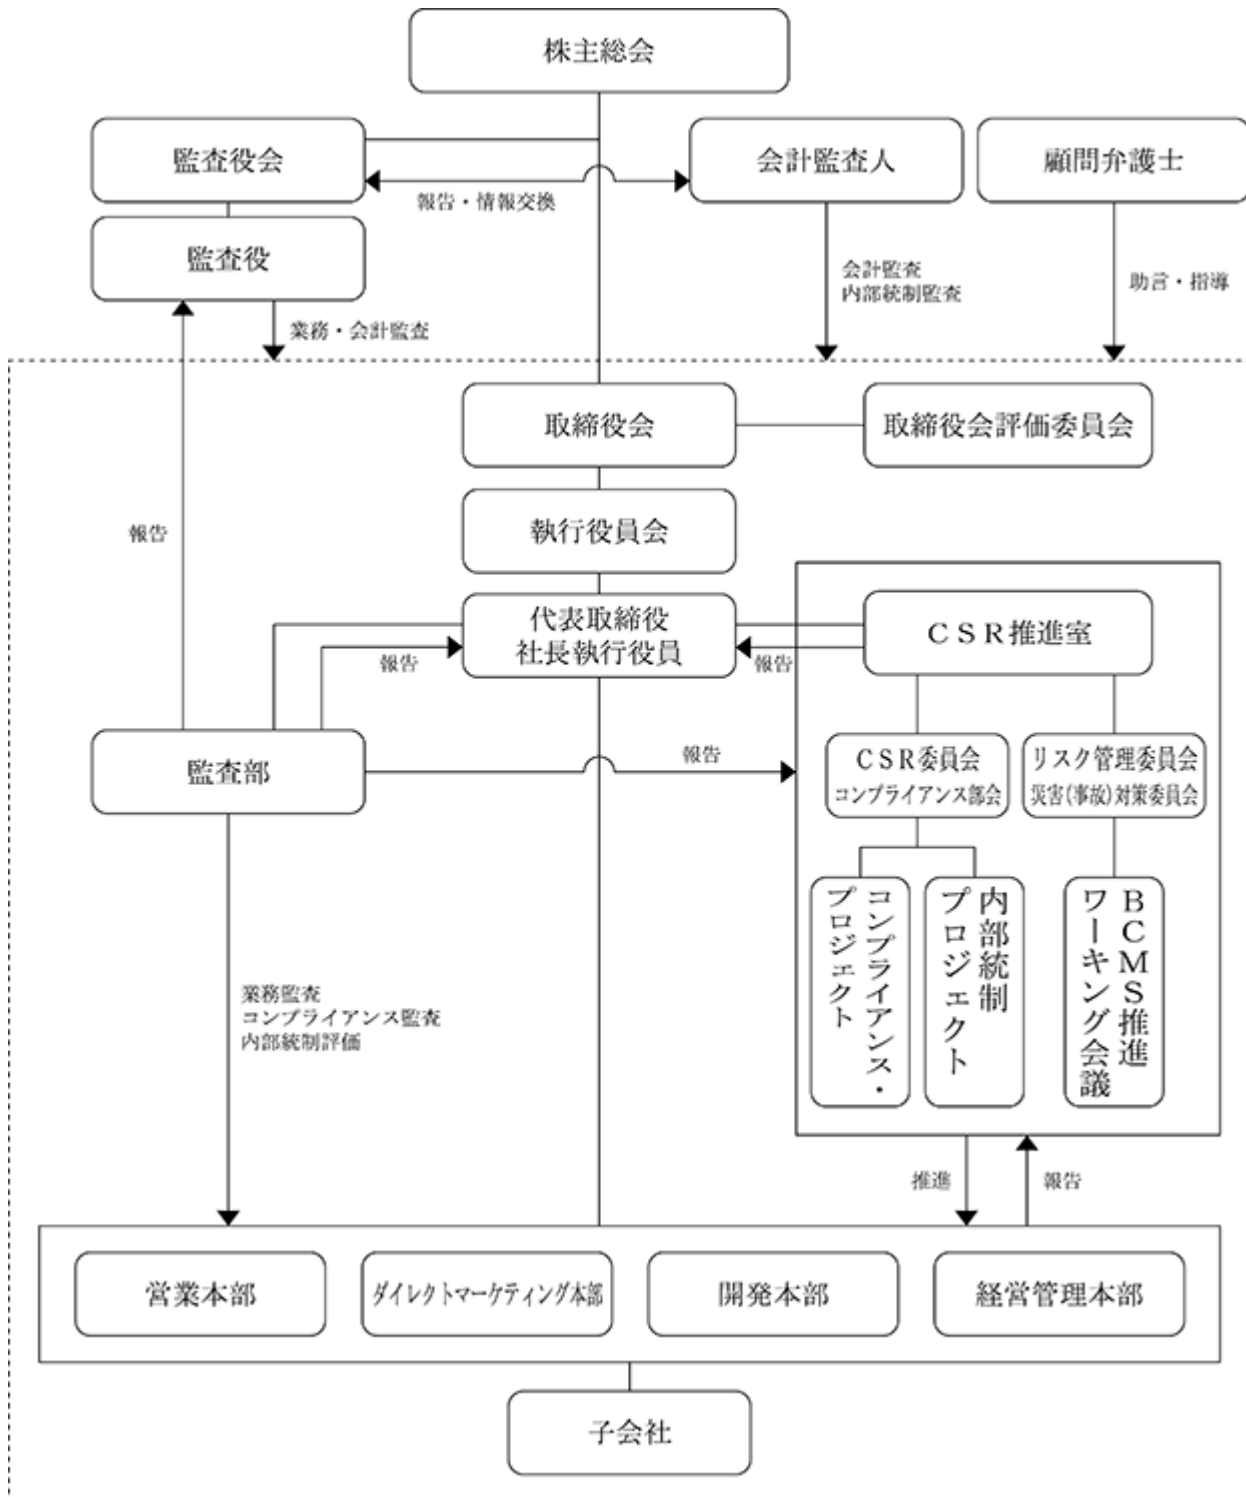 株主総会
監査役会
会計監査人
顧問弁護士
報告・情報交換
監査役
会計監査
内部統制監査
助言・指導
業務・会計監査
取締役会
取締役会評価委員会
執行役員会
報告
代表取締役
社長執行役員
CSR推進室
報告
報告
監査部
報告
CSR委員会
コンプライアンス部会
リスク管理委員会
災害(事故)対策委員会
コンプライアンス・
プロジェクト
内部統制
プロジェクト
BCMS推進
ワーキング会議
業務監査
コンプライアンス監査
内部統制評価
推進
報告
営業本部
ダイレクトマーケティング本部
開発本部
経営管理本部
子会社